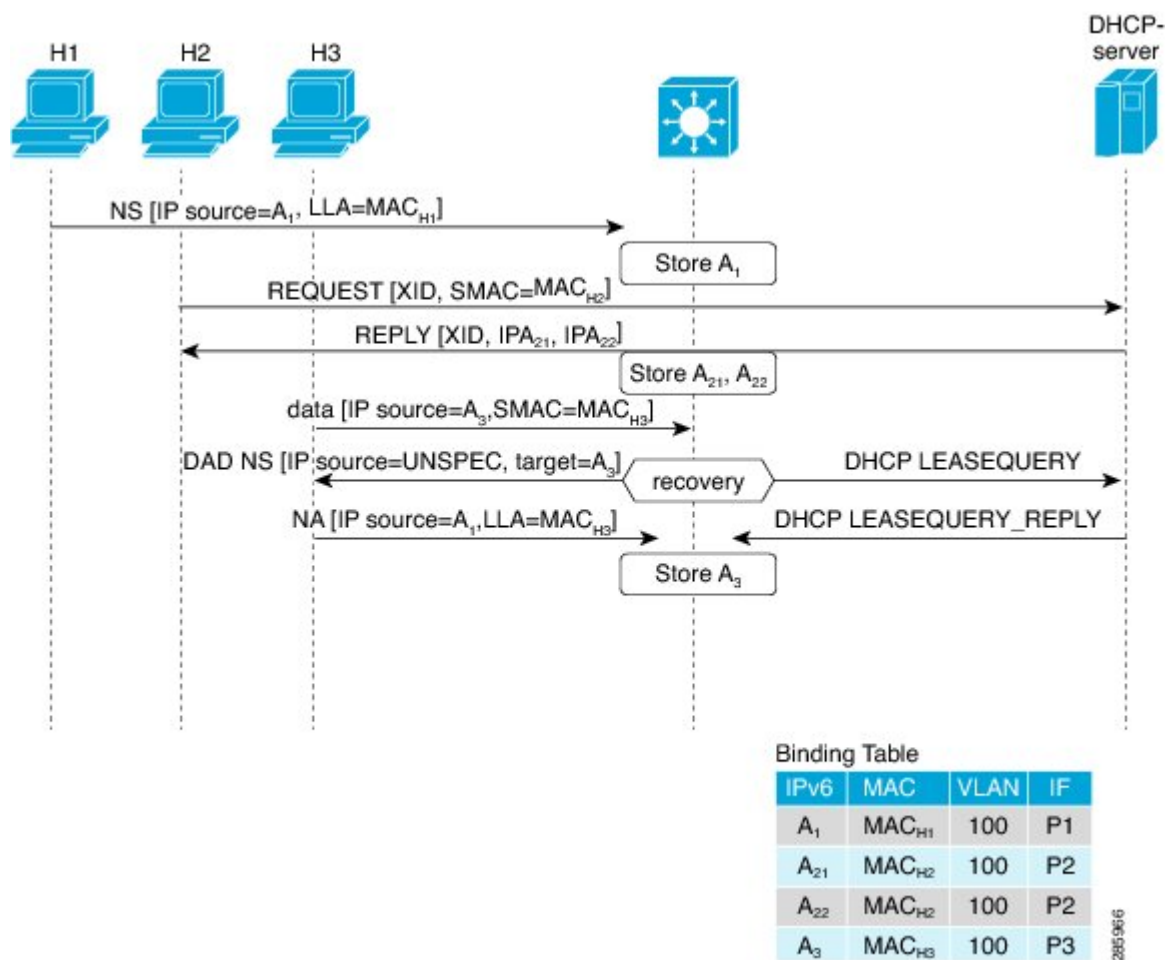 H1 H2 H3 DHCP-
server
NS [IP source=A₁, LLA=MACH₁]
Store A₁
REQUEST [XID, SMAC=MACH₂]
REPLY [XID, IPA₂₁, IPA₂₂]
Store A₂₁, A₂₂
data [IP source=A₃,SMAC=MACH₃]
DAD NS [IP source=UNSPEC, target=A₃] recovery DHCP LEASEQUERY
NA [IP source=A₁,LLA=MACH₃] DHCP LEASEQUERY_REPLY
Store A₃
Binding Table
IPv6 MAC VLAN IF
A₁ MACH₁ 100 P1
A₂₁ MACH₂ 100 P2
A₂₂ MACH₂ 100 P2
A₃ MACH₃ 100 P3
285966